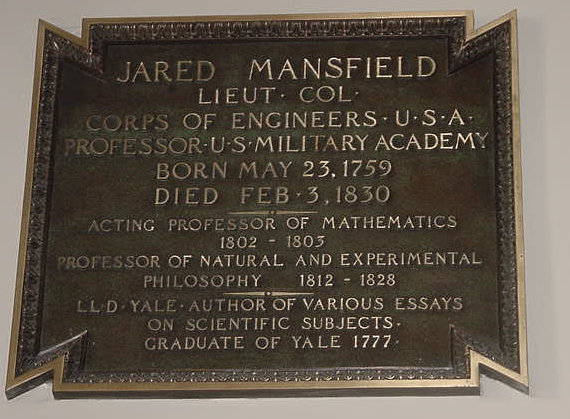 JARED MANSFIELD
LIEUT· COL·
CORPS OF ENGINEERS·U·S·A·
PROFESSOR·U·S·MILITARY ACADEMY
BORN MAY 23, 1759
DIED FEB·3, 1830
ACTING PROFESSOR OF MATHEMATICS
1802 - 1803
PROFESSOR OF NATURAL AND EXPERIMENTAL
PHILOSOPHY 1812 - 1828
LL·D·YALE·AUTHOR OF VARIOUS ESSAYS
ON SCIENTIFIC SUBJECTS·
GRADUATE OF YALE 1777·